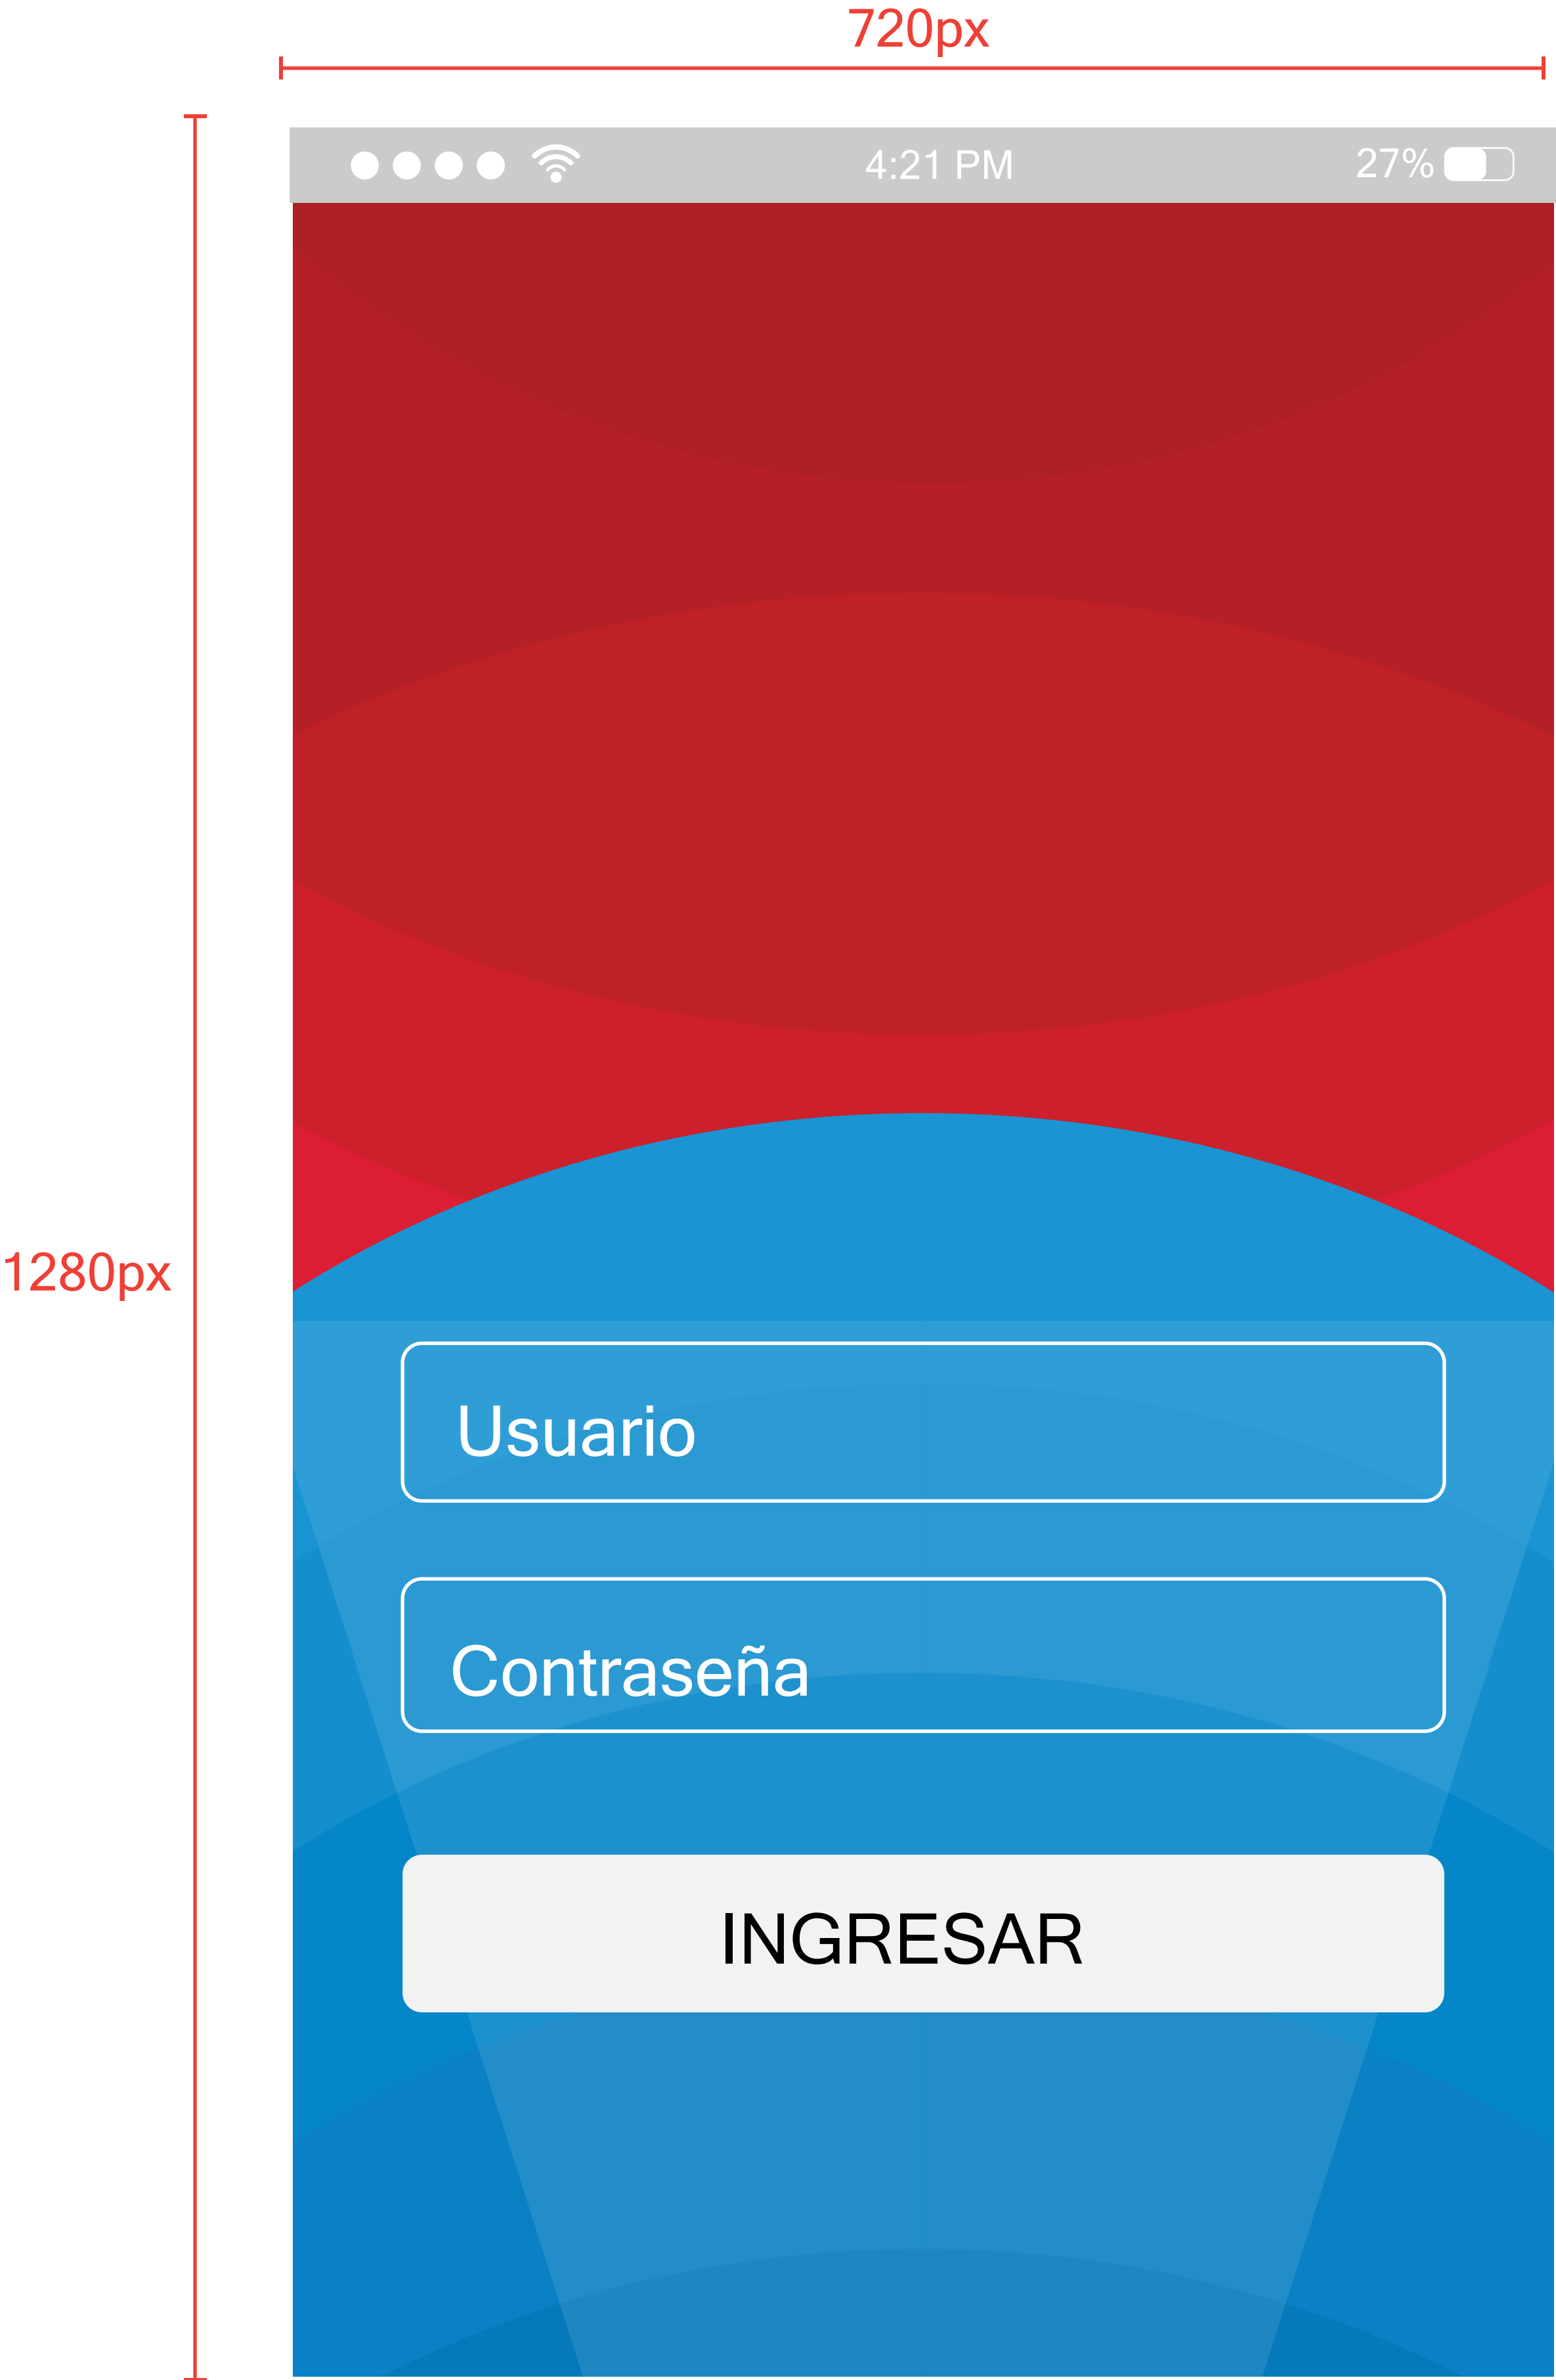 720px
4:21 PM
27%
1280px
Usuario
Contraseña
INGRESAR